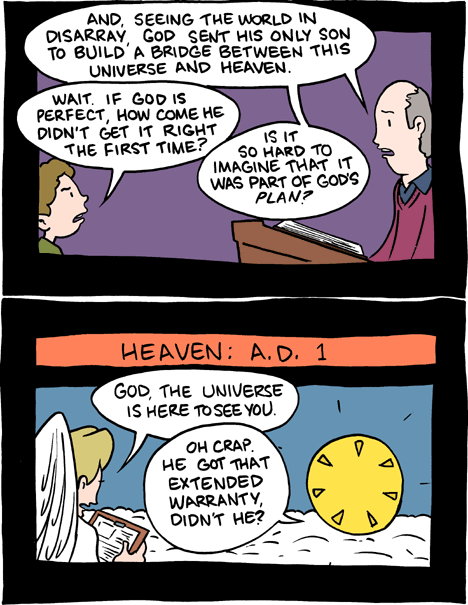 AND, SEEING THE WORLD IN
DISARRAY, GOD SENT HIS ONLY SON
TO BUILD A BRIDGE BETWEEN THIS
UNIVERSE AND HEAVEN.
WAIT. IF GOD IS
PERFECT, HOW COME HE
DIDN'T GET IT RIGHT
THE FIRST TIME?
IS IT
SO HARD TO
IMAGINE THAT IT
WAS PART OF GOD'S
PLAN?
HEAVEN: A.D. 1
GOD, THE UNIVERSE
IS HERE TO SEE YOU.
OH CRAP.
HE GOT THAT
EXTENDED
WARRANTY,
DIDN'T HE?